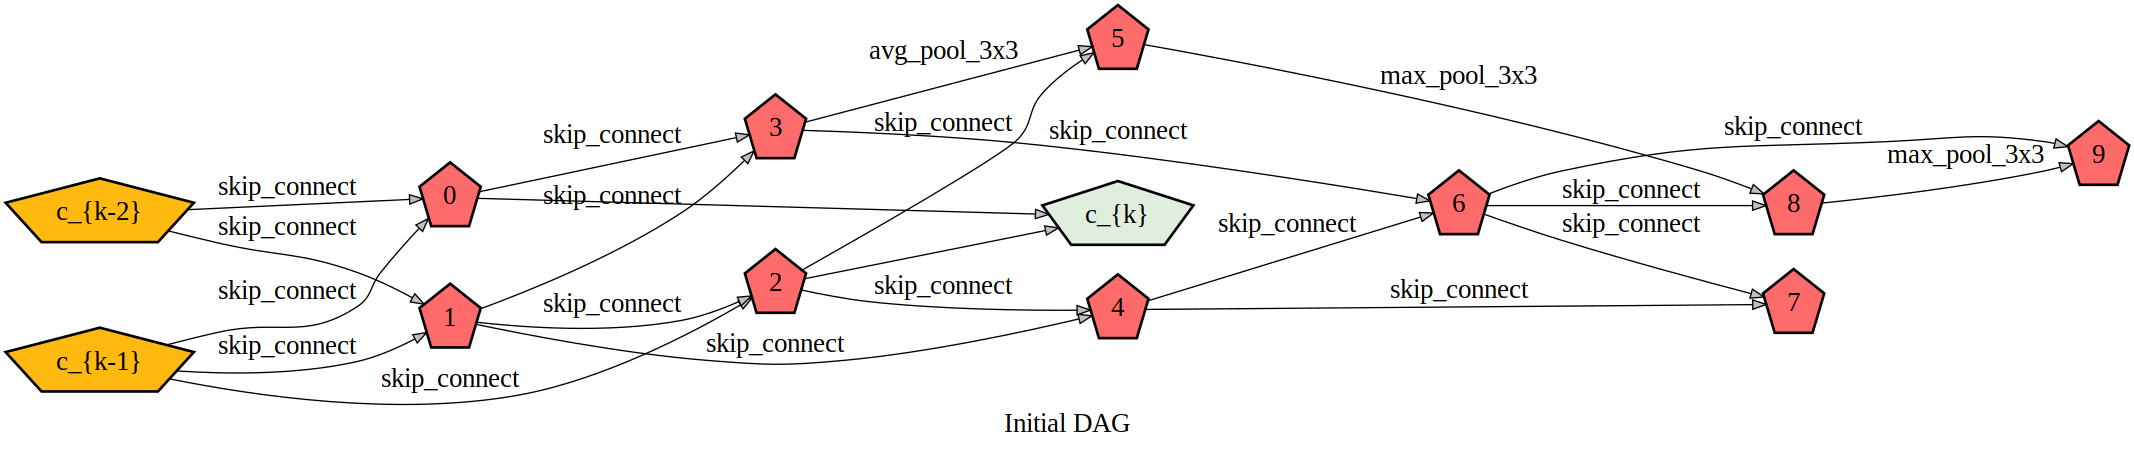 5
avg_pool_3x3
max_pool_3x3
3
skip_connect
skip_connect
skip_connect
skip_connect
9
max_pool_3x3
c_{k-2}
skip_connect
0
skip_connect
c_{k}
skip_connect
6
skip_connect
8
skip_connect
skip_connect
skip_connect
2
skip_connect
c_{k-1}
skip_connect
1
skip_connect
4
skip_connect
7
skip_connect
skip_connect
skip_connect
Initial DAG